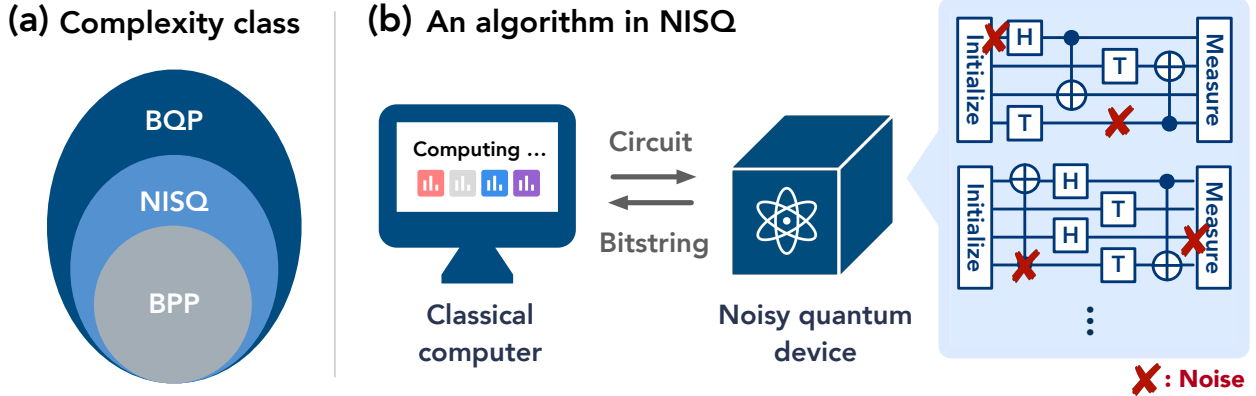 (a) Complexity class
BQP
NISQ
BPP
(b) An algorithm in NISQ
Computing ...
Classical
computer
Circuit
Bitstring
Noisy quantum
device
Initialize
H
T
T
Measure
Initialize
H
T
H
T
Measure
: Noise